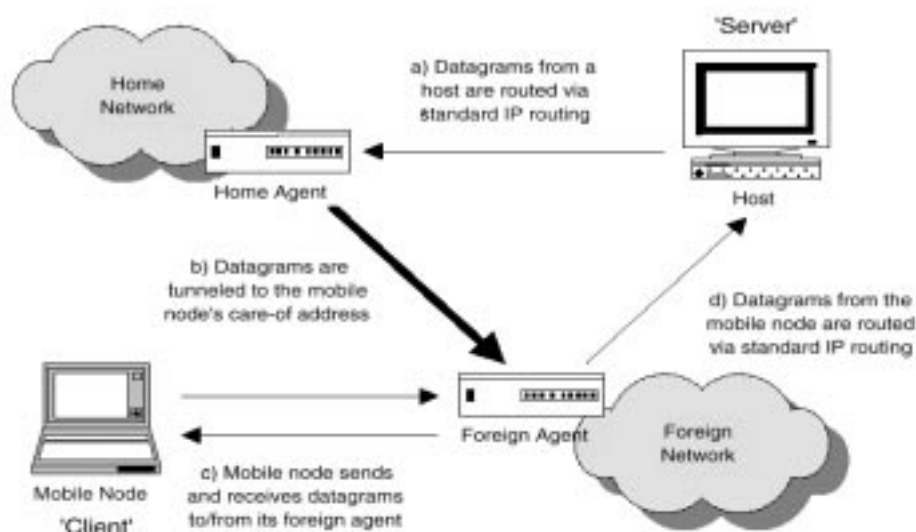 'Server'
a) Datagrams from a
host are routed via
standard IP routing
Home
Network
Home Agent
Host
b) Datagrams are
tunneled to the mobile
node's care-of address
d) Datagrams from the
mobile node are routed
via standard IP routing
Foreign Agent
Foreign
Network
Mobile Node
'Client'
c) Mobile node sends
and receives datagrams
to/from its foreign agent